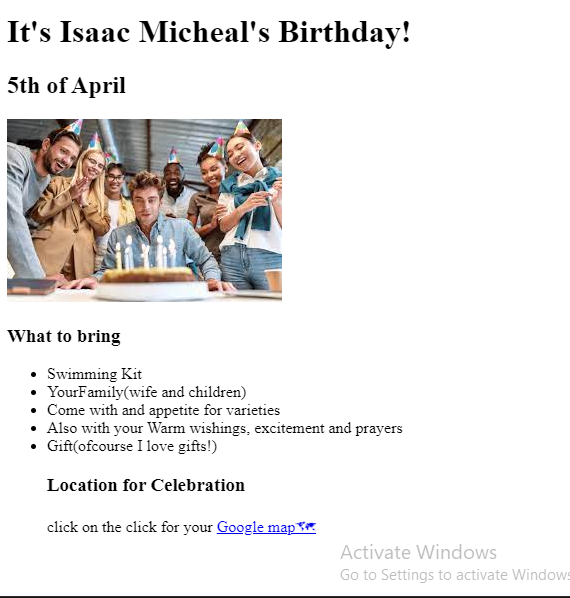 It's Isaac Micheal's Birthday!
5th of April
What to bring
Swimming Kit
YourFamily(wife and children)
Come with and appetite for varieties
Also with your Warm wishings, excitement and prayers
Gift(ofcourse I love gifts!)
Location for Celebration
click on the click for your Google map🗺
Activate Windows
Go to Settings to activate Windows